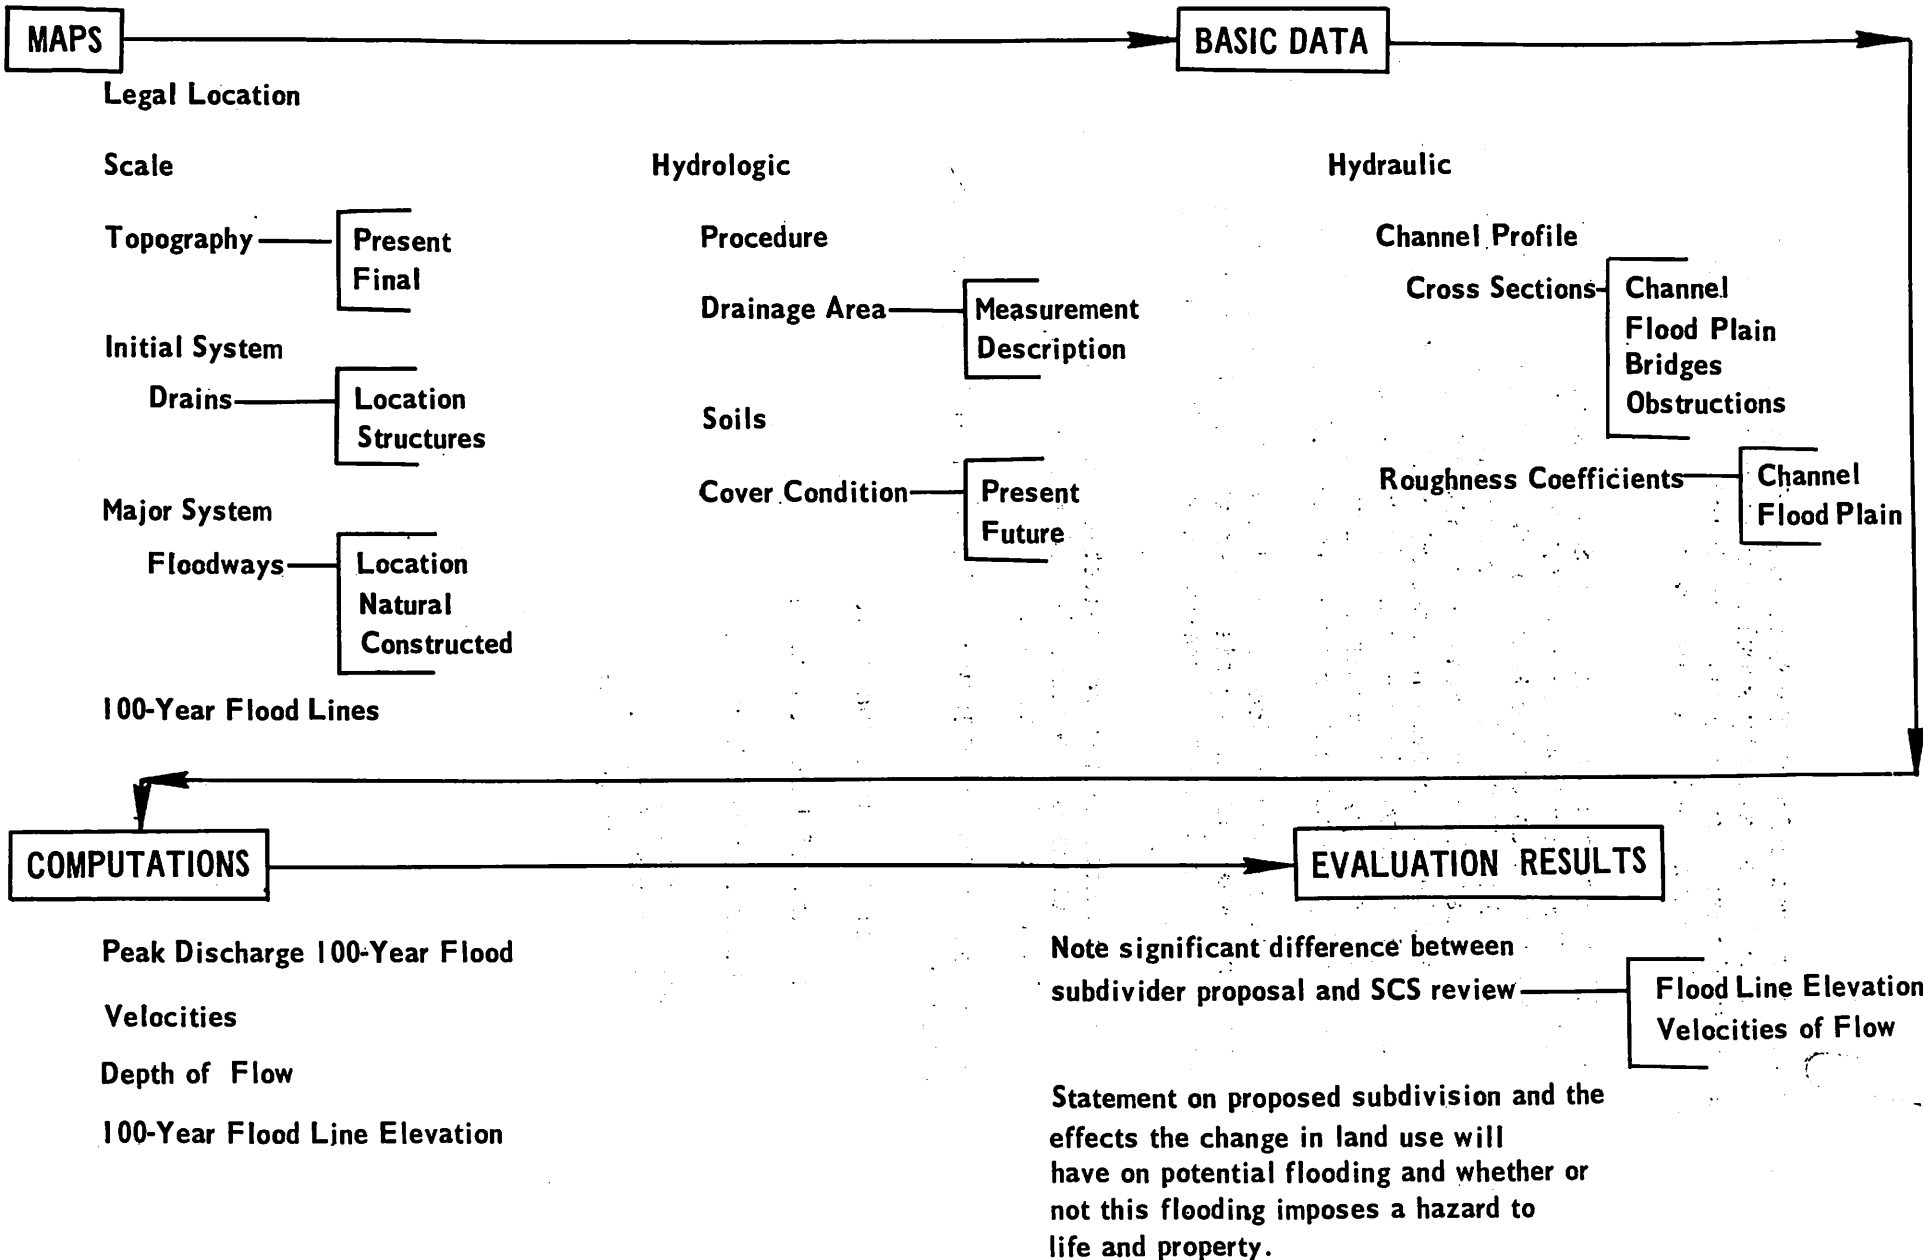 MAPS
BASIC DATA
Legal Location
Scale
Topography
Present
Final
Initial System
Drains
Location
Structures
Major System
Floodways
Location
Natural
Constructed
100-Year Flood Lines
Hydrologic
Procedure
Drainage Area
Measurement
Description
Soils
Cover Condition
Present
Future
Hydraulic
Channel Profile
Cross Sections
Channel
Flood Plain
Bridges
Obstructions
Roughness Coefficients
Channel
Flood Plain
COMPUTATIONS
Peak Discharge 100-Year Flood
Velocities
Depth of Flow
100-Year Flood Line Elevation
EVALUATION RESULTS
Note significant difference between
subdivider proposal and SCS review
Flood Line Elevation
Velocities of Flow
Statement on proposed subdivision and the
effects the change in land use will
have on potential flooding and whether or
not this flooding imposes a hazard to
life and property.